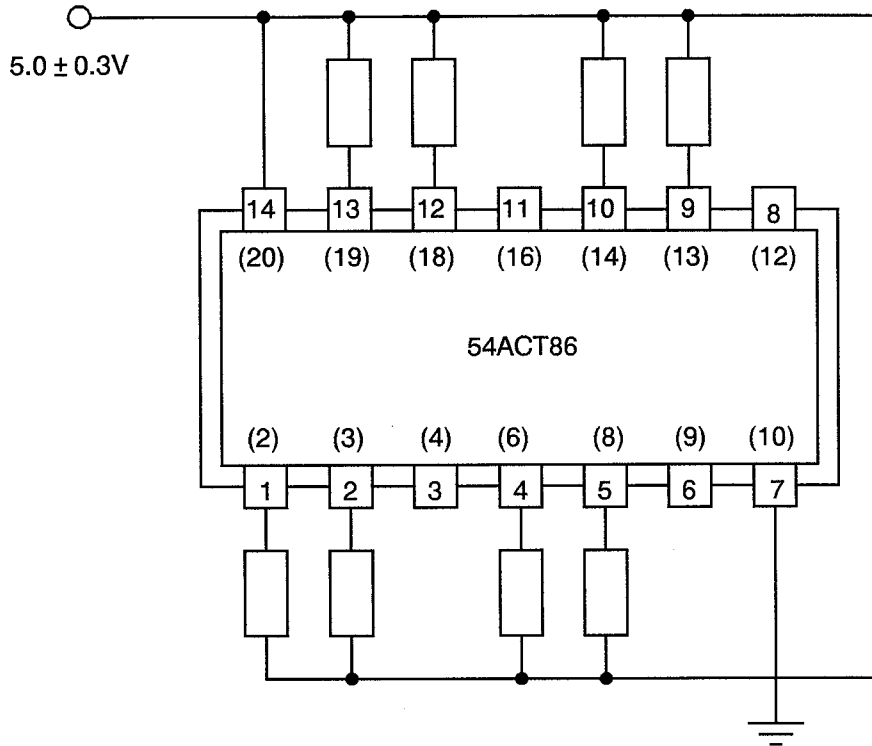 5.0 ± 0.3V
14 13 12 11 10 9 8
(20) (19) (18) (16) (14) (13) (12)
54ACT86
(2) (3) (4) (6) (8) (9) (10)
1 2 3 4 5 6 7